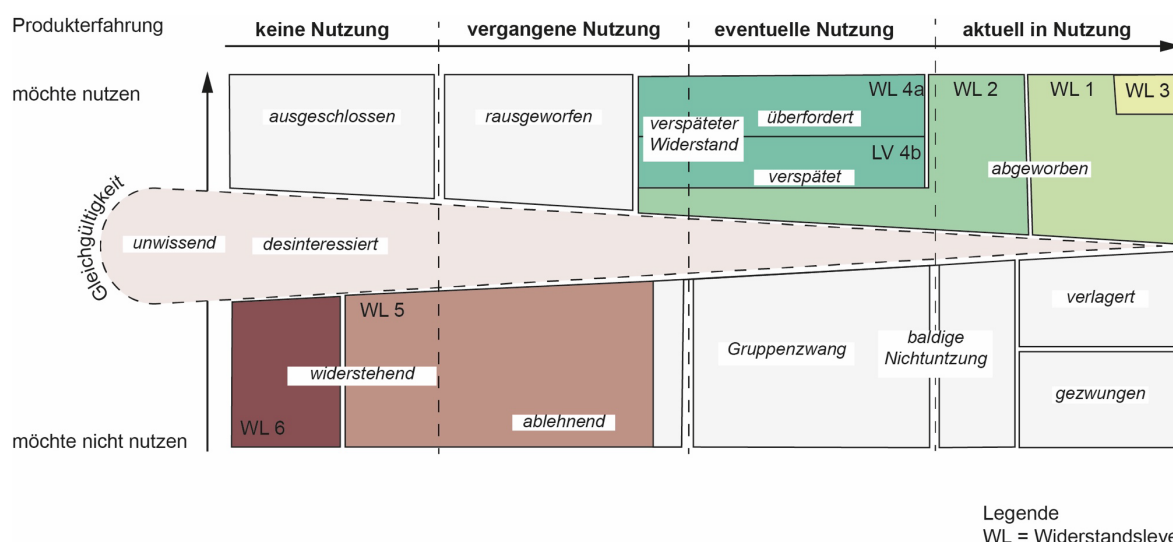 Produkterfahrung
keine Nutzung
vergangene Nutzung
eventuelle Nutzung
aktuell in Nutzung
möchte nutzen
ausgeschlossen
rausgeworfen
verspäteter
Widerstand
WL 4a
überfordert
LV 4b
verspätet
WL 2
WL 1
WL 3
abgeworben
Gleichgültigkeit
unwissend
desinteressiert
WL 5
widerstehend
WL 6
ablehnend
Gruppenzwang
baldige
Nichtuntzung
verlagert
gezwungen
möchte nicht nutzen
Legende
WL = Widerstandsleve